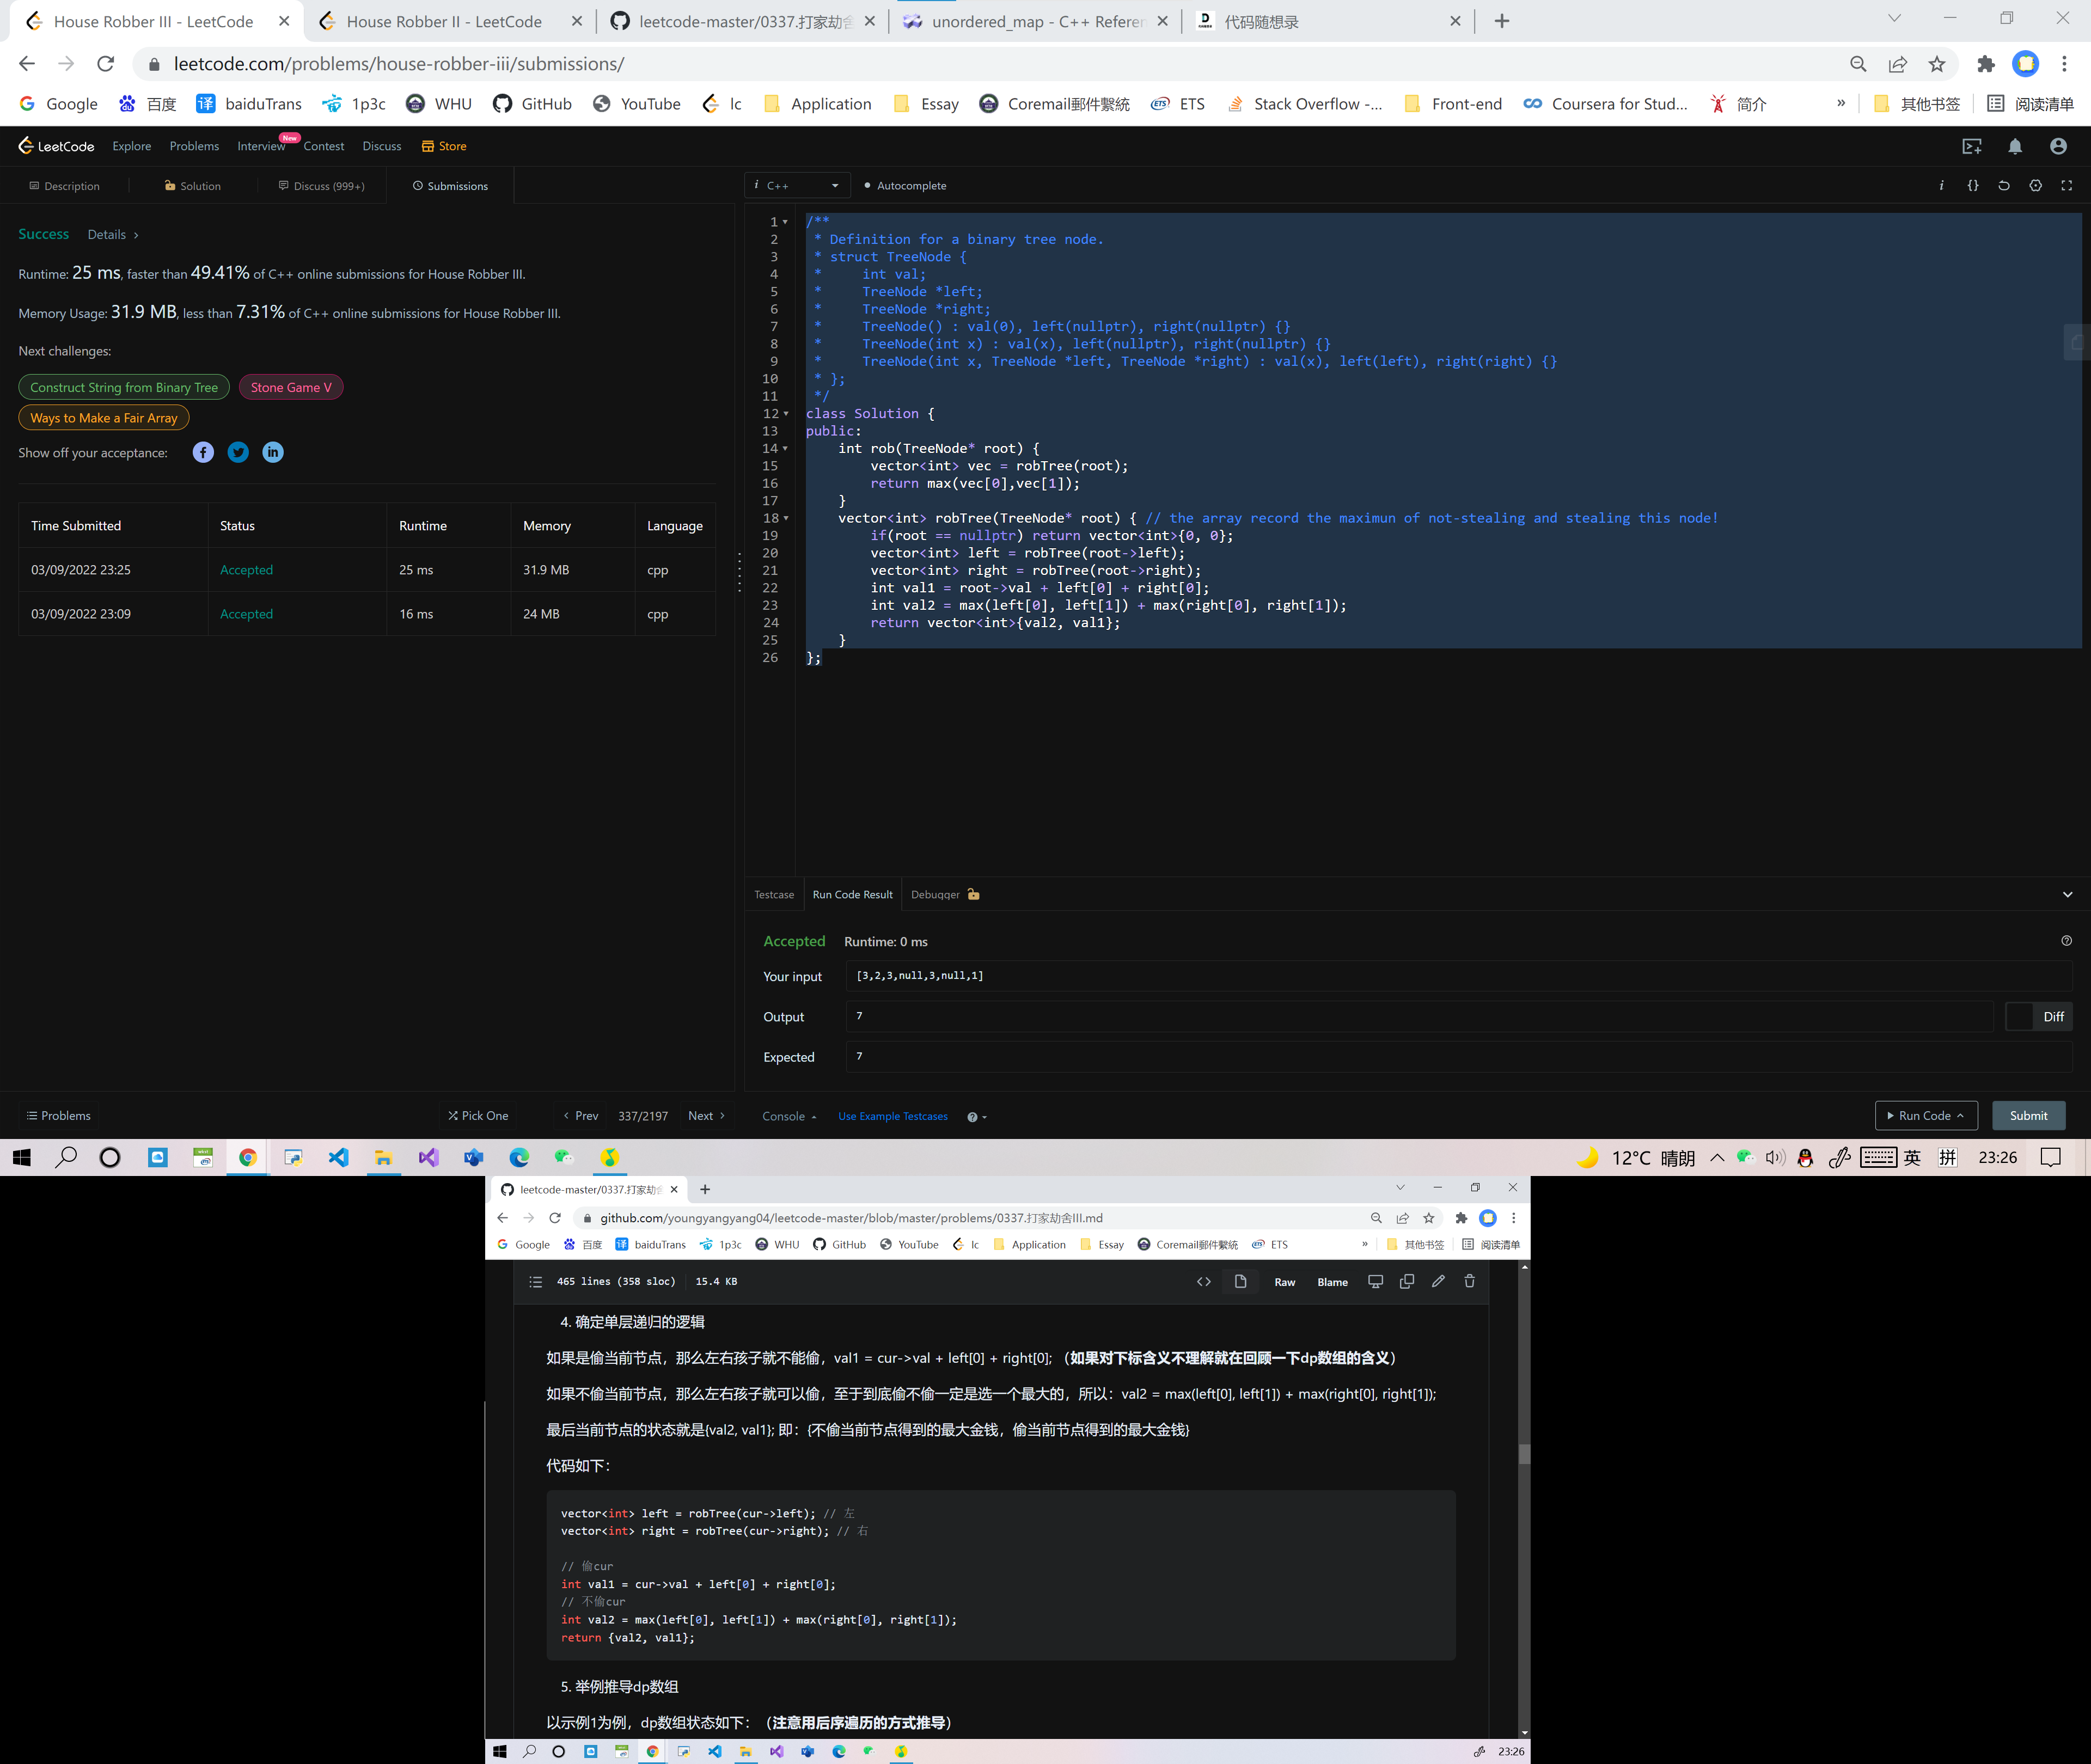 House Robber III - LeetCode
House Robber II - LeetCode
leetcode-master/0337.打家劫舍
unordered_map - C++ Referer
代码随想录
leetcode.com/problems/house-robber-iii/submissions/
Google
百度
baiduTrans
1p3c
WHU
GitHub
YouTube
lc
Application
Essay
Coremail郵件繫統
ETS
Stack Overflow -...
Front-end
Coursera for Stud...
简介
»
其他书签
阅读清单
LeetCode
Explore
Problems
Interview
New
Contest
Discuss
Store
Description
Solution
Discuss (999+)
Submissions
i C++
Autocomplete
Success
Details >
Runtime: 25 ms, faster than 49.41% of C++ online submissions for House Robber III.
Memory Usage: 31.9 MB, less than 7.31% of C++ online submissions for House Robber III.
Next challenges:
Construct String from Binary Tree
Stone Game V
Ways to Make a Fair Array
Show off your acceptance:
Time Submitted Status Runtime Memory Language
03/09/2022 23:25 Accepted 25 ms 31.9 MB cpp
03/09/2022 23:09 Accepted 16 ms 24 MB cpp
1 /**
2 * Definition for a binary tree node.
3 * struct TreeNode {
4 * int val;
5 * TreeNode *left;
6 * TreeNode *right;
7 * TreeNode() : val(0), left(nullptr), right(nullptr) {}
8 * TreeNode(int x) : val(x), left(nullptr), right(nullptr) {}
9 * TreeNode(int x, TreeNode *left, TreeNode *right) : val(x), left(left), right(right) {}
10 * };
11 */
12 class Solution {
13 public:
14 int rob(TreeNode* root) {
15 vector<int> vec = robTree(root);
16 return max(vec[0],vec[1]);
17 }
18 vector<int> robTree(TreeNode* root) { // the array record the maximun of not-stealing and stealing this node!
19 if(root == nullptr) return vector<int>{0, 0};
20 vector<int> left = robTree(root->left);
21 vector<int> right = robTree(root->right);
22 int val1 = root->val + left[0] + right[0];
23 int val2 = max(left[0], left[1]) + max(right[0], right[1]);
24 return vector<int>{val2, val1};
25 }
26 };
Testcase
Run Code Result
Debugger
Accepted
Runtime: 0 ms
Your input
[3,2,3,null,3,null,1]
Output
7
Diff
Expected
7
Problems
Pick One
< Prev
337/2197
Next >
Console
Use Example Testcases
Run Code
Submit
12°C 晴朗
英
拼
23:26
leetcode-master/0337.打家劫舍
github.com/youngyangyang04/leetcode-master/blob/master/problems/0337.打家劫舍III.md
Google
百度
baiduTrans
1p3c
WHU
GitHub
YouTube
lc
Application
Essay
Coremail郵件繫統
ETS
»
其他书签
阅读清单
465 lines (358 sloc)
15.4 KB
Raw
Blame
4. 确定单层递归的逻辑
如果是偷当前节点，那么左右孩子就不能偷，val1 = cur->val + left[0] + right[0]; （如果对下标含义不理解就在回顾一下dp数组的含义）
如果不偷当前节点，那么左右孩子就可以偷，至于到底偷不偷一定是选一个最大的，所以：val2 = max(left[0], left[1]) + max(right[0], right[1]);
最后当前节点的状态就是{val2, val1}; 即：{不偷当前节点得到的最大金钱，偷当前节点得到的最大金钱}
代码如下：
vector<int> left = robTree(cur->left); // 左
vector<int> right = robTree(cur->right); // 右
// 偷cur
int val1 = cur->val + left[0] + right[0];
// 不偷cur
int val2 = max(left[0], left[1]) + max(right[0], right[1]);
return {val2, val1};
5. 举例推导dp数组
以示例1为例，dp数组状态如下：（注意用后序遍历的方式推导）
23:26